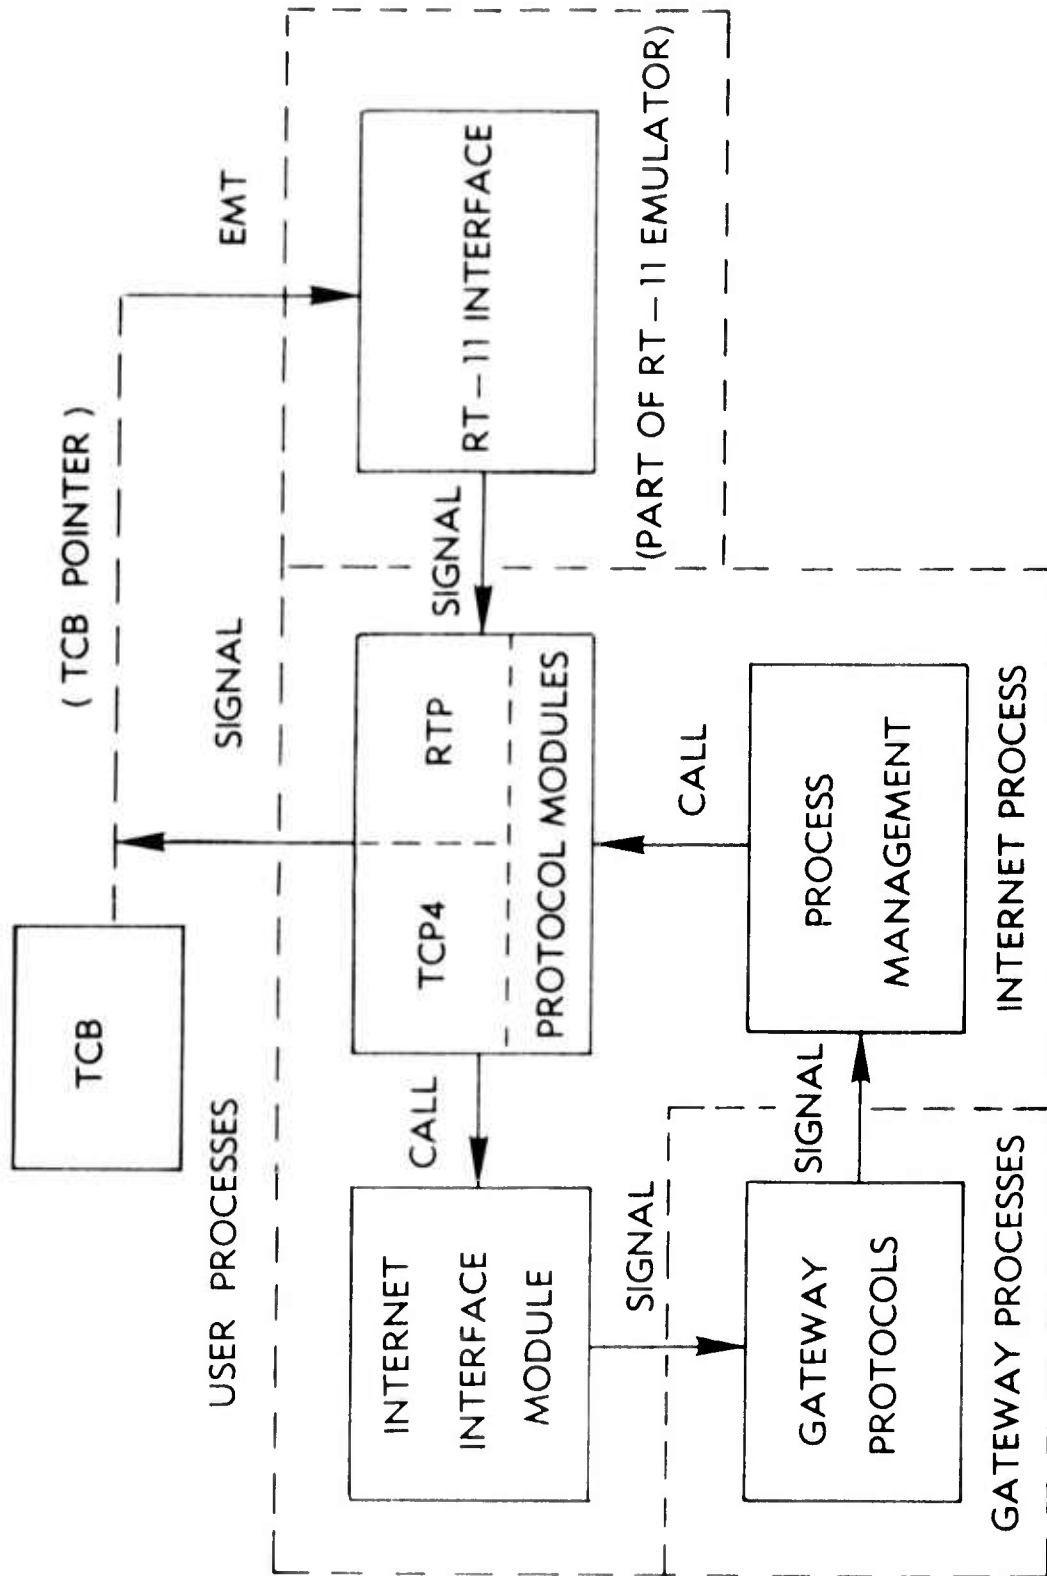 TCB
( TCB POINTER )
EMT
USER PROCESSES
SIGNAL
INTERNET
INTERFACE
MODULE
CALL
TCP4
RTP
PROTOCOL MODULES
SIGNAL
RT-11 INTERFACE
(PART OF RT-11 EMULATOR)
SIGNAL
CALL
GATEWAY
PROTOCOLS
SIGNAL
PROCESS
MANAGEMENT
GATEWAY PROCESSES
INTERNET PROCESS